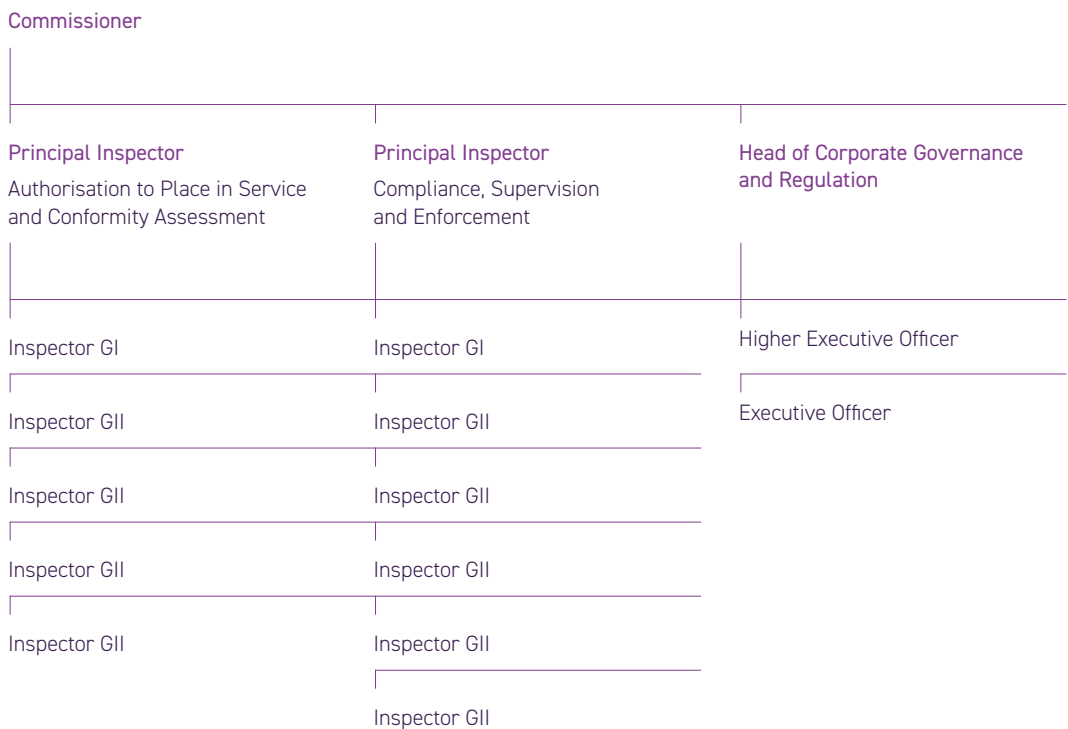 Commissioner
Principal Inspector
Authorisation to Place in Service
and Conformity Assessment
Principal Inspector
Compliance, Supervision
and Enforcement
Head of Corporate Governance
and Regulation
Inspector GI
Inspector GII
Inspector GII
Inspector GII
Inspector GII
Inspector GI
Inspector GII
Inspector GII
Inspector GII
Inspector GII
Inspector GII
Higher Executive Officer
Executive Officer